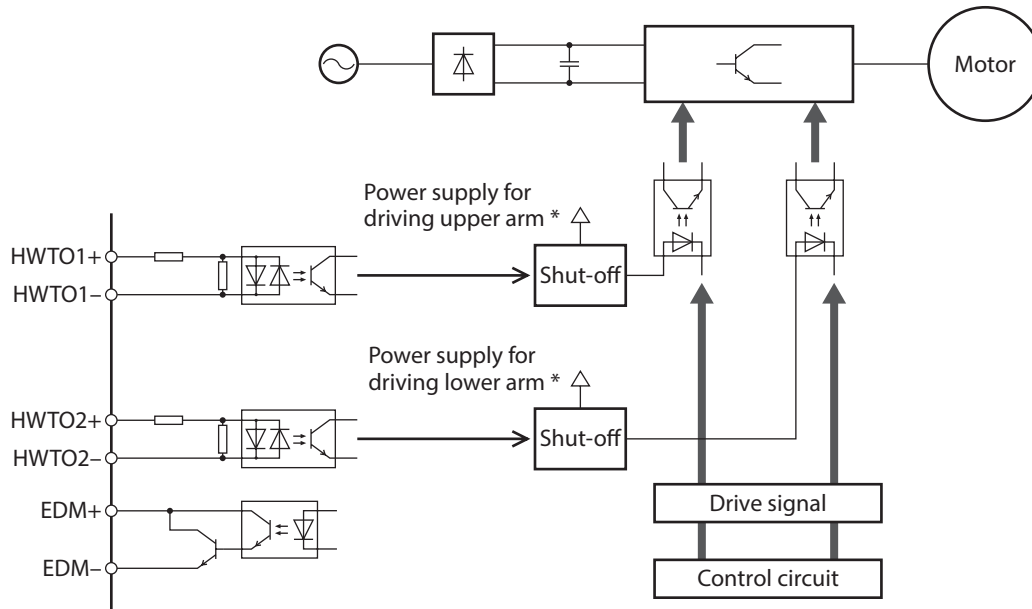 Motor
Power supply for
driving upper arm *
HWTO1+
HWTO1−
Shut-off
Power supply for
driving lower arm *
HWTO2+
HWTO2−
Shut-off
EDM+
EDM−
Drive signal
Control circuit